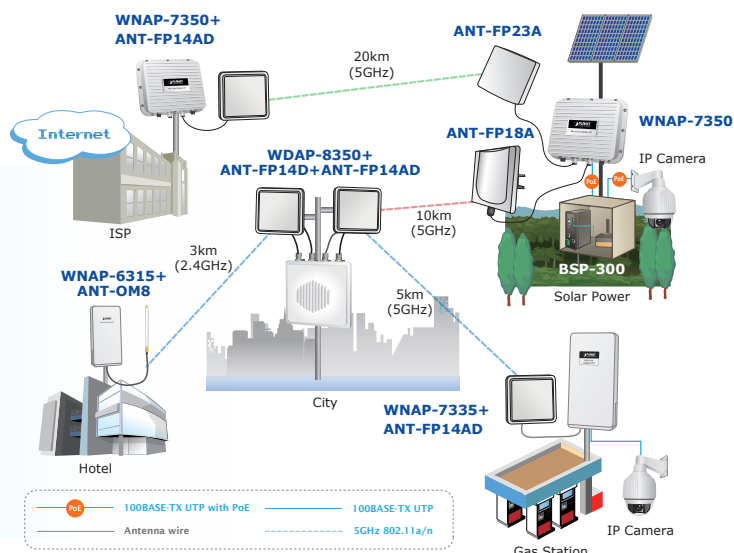 WNAP-7350+
ANT-FP14AD
20km
(5GHz)
ANT-FP23A
Internet
ISP
WDAP-8350+
ANT-FP14D+ANT-FP14AD
ANT-FP18A
WNAP-7350
IP Camera
PoE
PoE
10km
(5GHz)
3km
(2.4GHz)
BSP-300
Solar Power
WNAP-6315+
ANT-OM8
5km
(5GHz)
City
Hotel
WNAP-7335+
ANT-FP14AD
IP Camera
Gas Station
PoE
100BASE-TX UTP with PoE
100BASE-TX UTP
Antenna wire
5GHz 802.11a/n